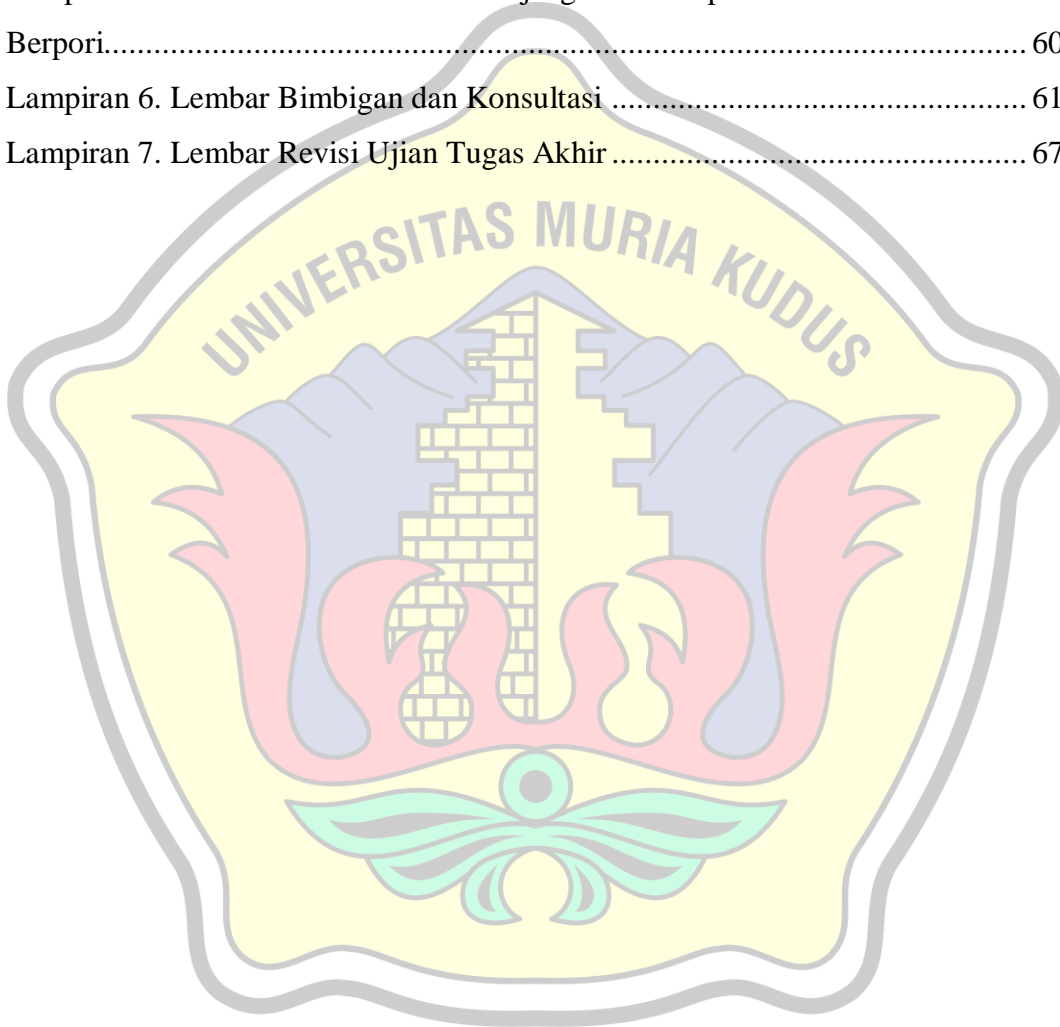 Berpori.......................................................................................... 60
Lampiran 6. Lembar Bimbigan dan Konsultasi ......................................... 61
Lampiran 7. Lembar Revisi Ujian Tugas Akhir ......................................... 67
UNIVERSITAS MURIA KUDUS